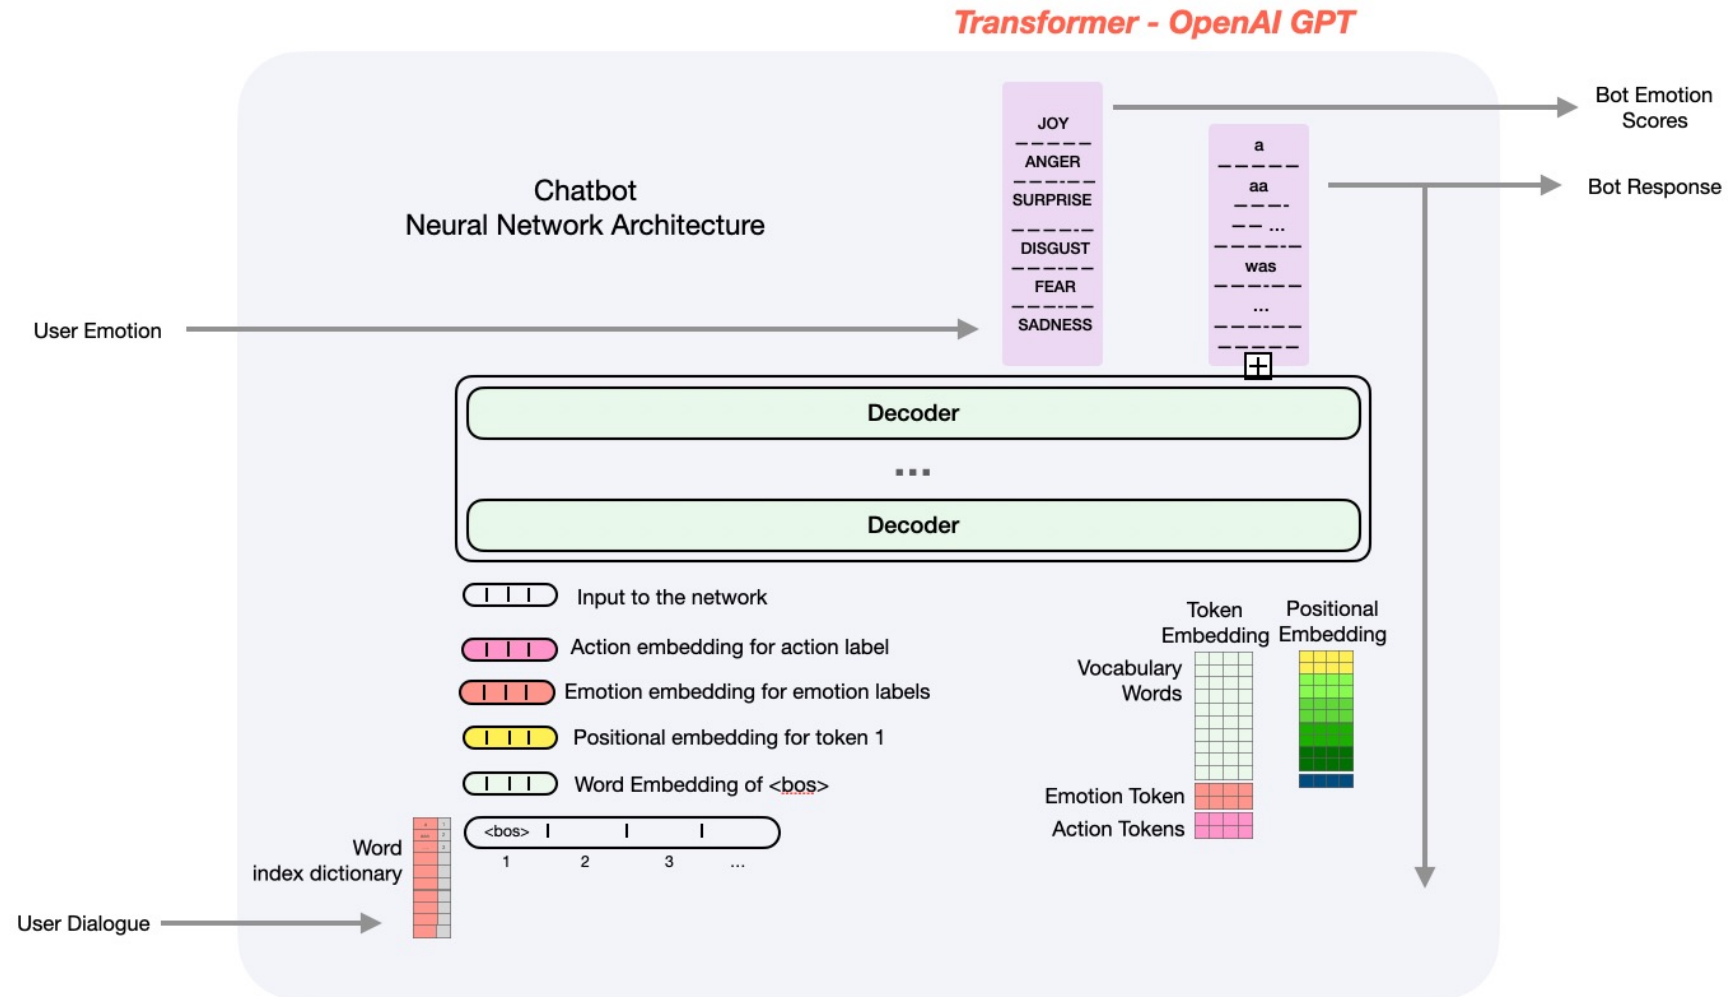 Transformer - OpenAI GPT
Chatbot
Neural Network Architecture
JOY
ANGER
SURPRISE
DISGUST
FEAR
SADNESS
a
aa
...
was
...
Bot Emotion
Scores
Bot Response
User Emotion
Decoder
...
Decoder
Input to the network
Action embedding for action label
Emotion embedding for emotion labels
Positional embedding for token 1
Word Embedding of <bos>
<bos>
1 2 3 ...
Word
index dictionary
User Dialogue
Token
Embedding
Positional
Embedding
Vocabulary
Words
Emotion Token
Action Tokens